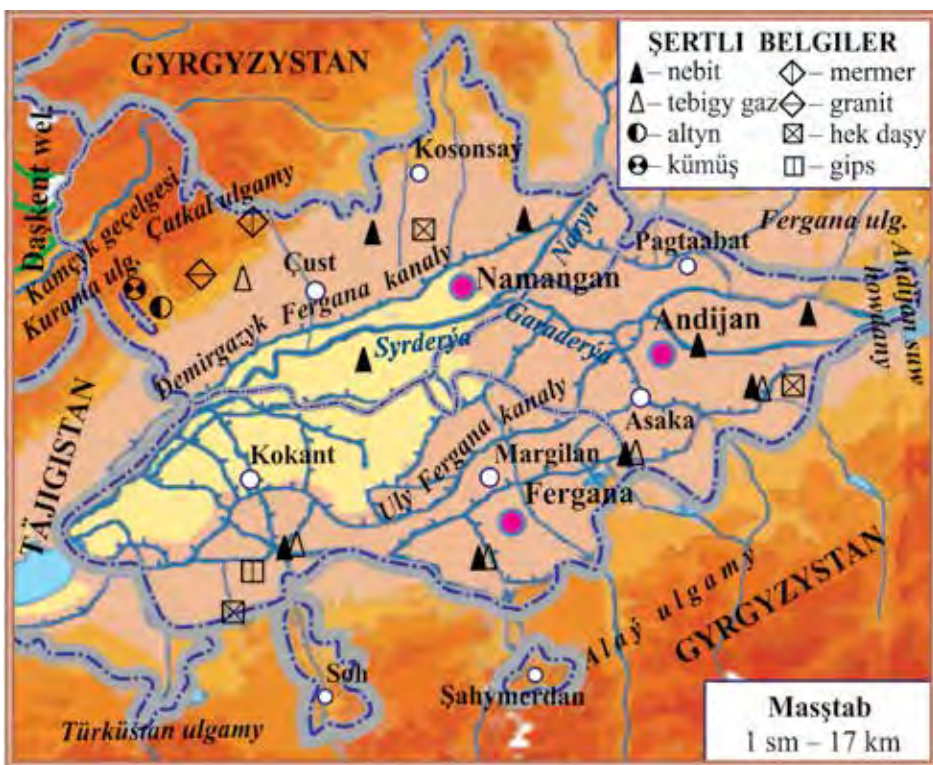 GYRGYZYSTAN
ŞERTLI BELGILER
– nebit
– mermer
– tebigy gaz
– granit
– altyn
– hek daşy
– kümüş
– gips
Daşkent wel.
Kosonsaý
Çatkal ulgamy
Kamçyk geçelgesi
Kurama ulg.
Fergana ulg.
Pagtaabat
Naryn
Çust
Namangan
Demirgazyk Fergana kanaly
Andijan suw howdany
Garaderýa
Andijan
Syrderýa
Asaka
TÄJIGISTAN
Kokant
Uly Fergana kanaly
Margilan
Fergana
GYRGYZYSTAN
Alaý ulgamy
Soh
Şahymerdan
Türküstan ulgamy
Masştab
1 sm – 17 km